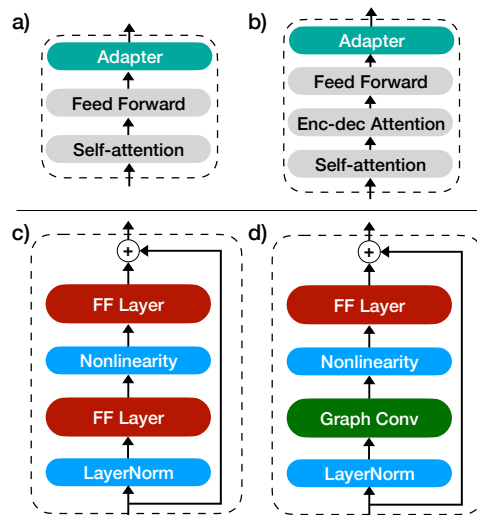 a)
Adapter
Feed Forward
Self-attention
b)
Adapter
Feed Forward
Enc-dec Attention
Self-attention
c)
+
FF Layer
Nonlinearity
FF Layer
LayerNorm
d)
+
FF Layer
Nonlinearity
Graph Conv
LayerNorm